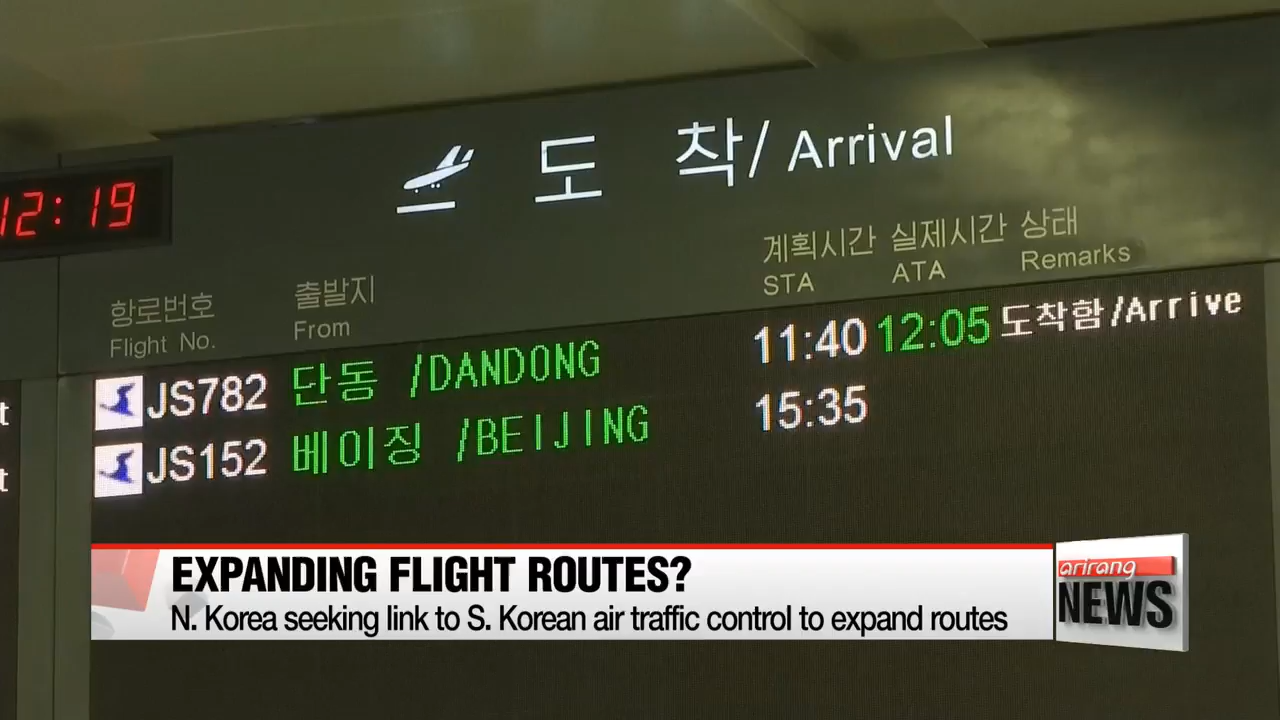 도 착/ Arrival
12:19
계획시간 실제시간 상태
STA ATA Remarks
항로번호 출발지
Flight No. From
JS782 단동 /DANDONG 11:40 12:05 도착함/Arrive
JS152 베이징 /BEIJING 15:35
t
t
EXPANDING FLIGHT ROUTES?
N. Korea seeking link to S. Korean air traffic control to expand routes
arirang
NEWS